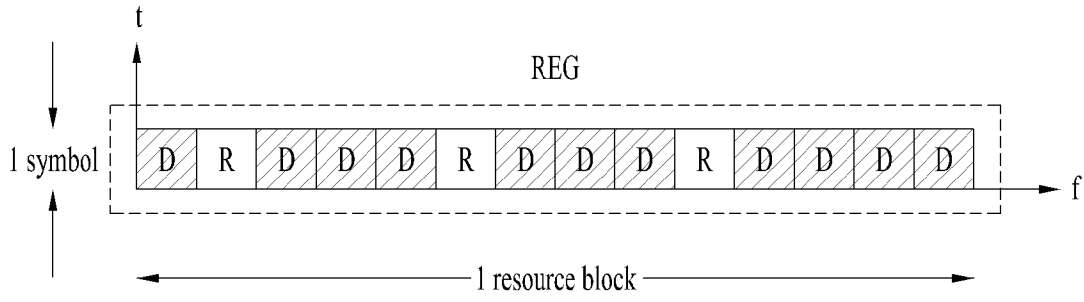 t
REG
1 symbol
D R D D D R D D D R D D D D
f
1 resource block